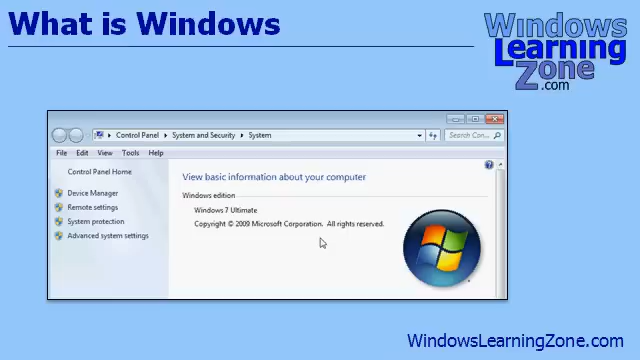 What is Windows
Windows
Learning
Zone
.com
Control Panel
System and Security
System
Search Con...
File Edit View Tools Help
Control Panel Home
Device Manager
Remote settings
System protection
Advanced system settings
View basic information about your computer
Windows edition
Windows 7 Ultimate
Copyright © 2009 Microsoft Corporation. All rights reserved.
WindowsLearningZone.com